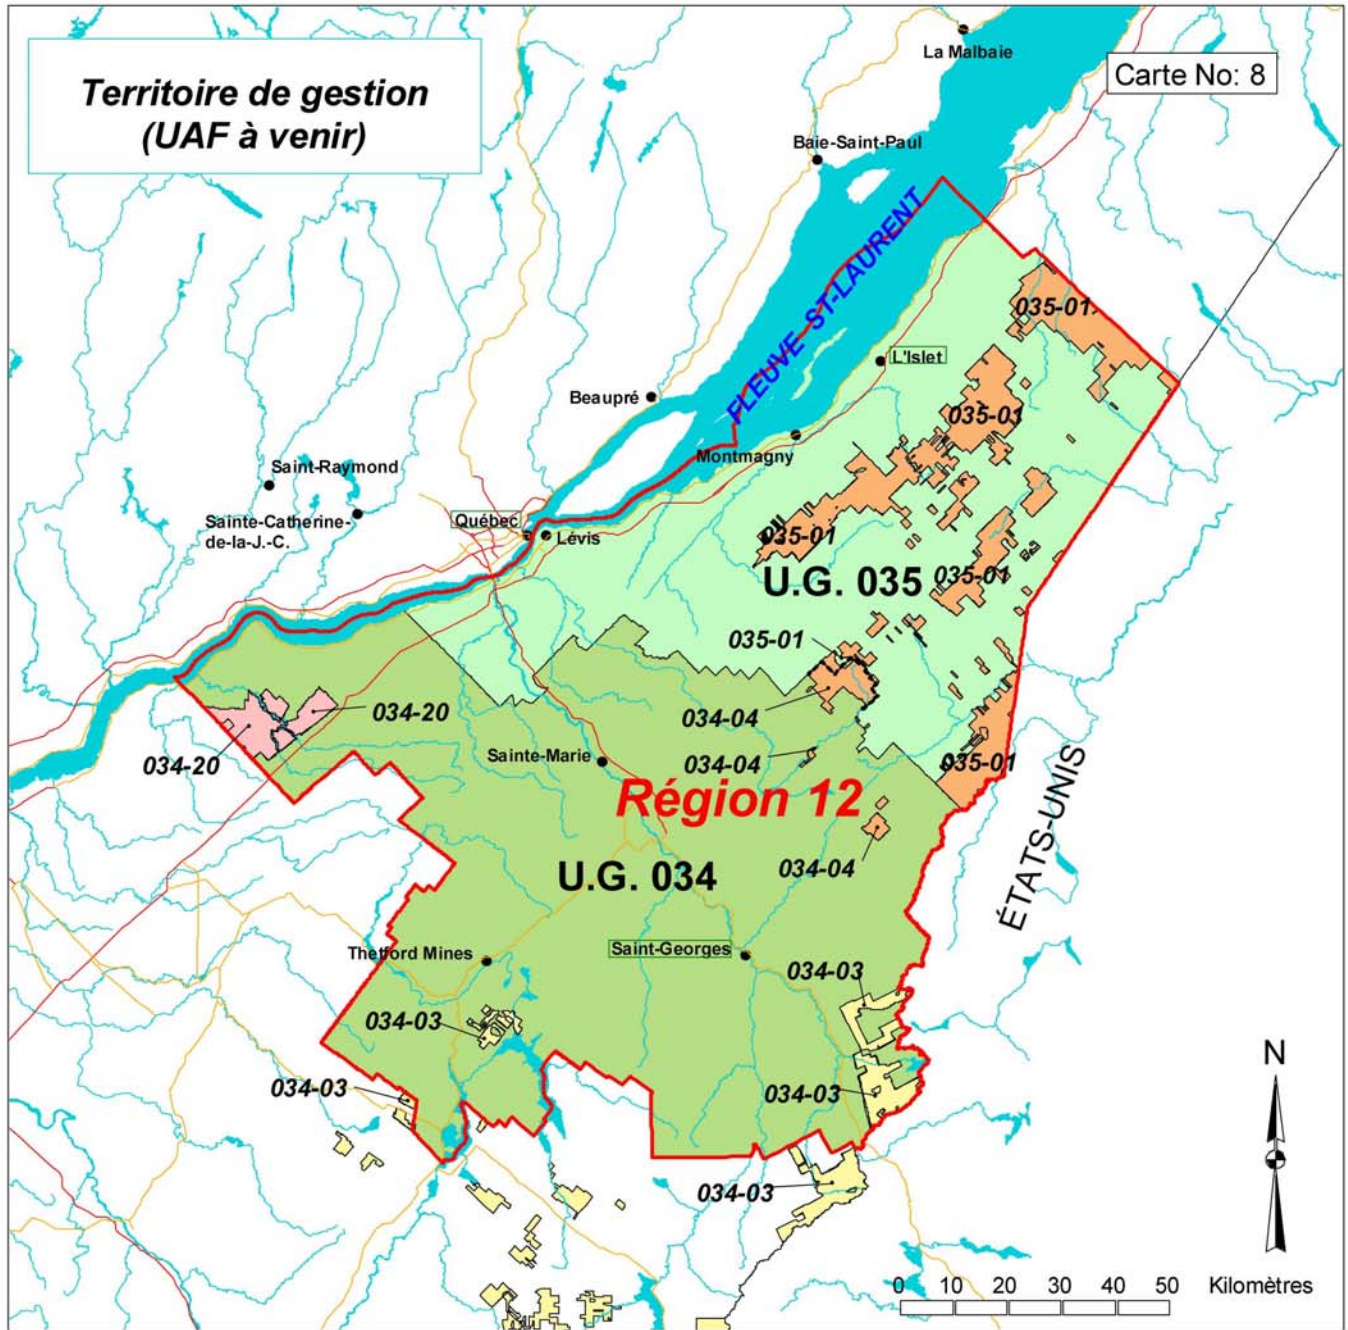 Territoire de gestion
(UAF à venir)
La Malbaie
Carte No: 8
Baie-Saint-Paul
FLEUVE ST-LAURENT
035-01
L'Islet
Beaupré
035-01
Montmagny
Saint-Raymond
Sainte-Catherine-
de-la-J.-C.
Québec
Lévis
035-01
U.G. 035
035-01
035-01
034-20
034-04
034-20
Sainte-Marie
034-04
035-01
Région 12
ÉTATS-UNIS
U.G. 034
034-04
Thetford Mines
Saint-Georges
034-03
034-03
034-03
034-03
034-03
N
0 10 20 30 40 50 Kilomètres